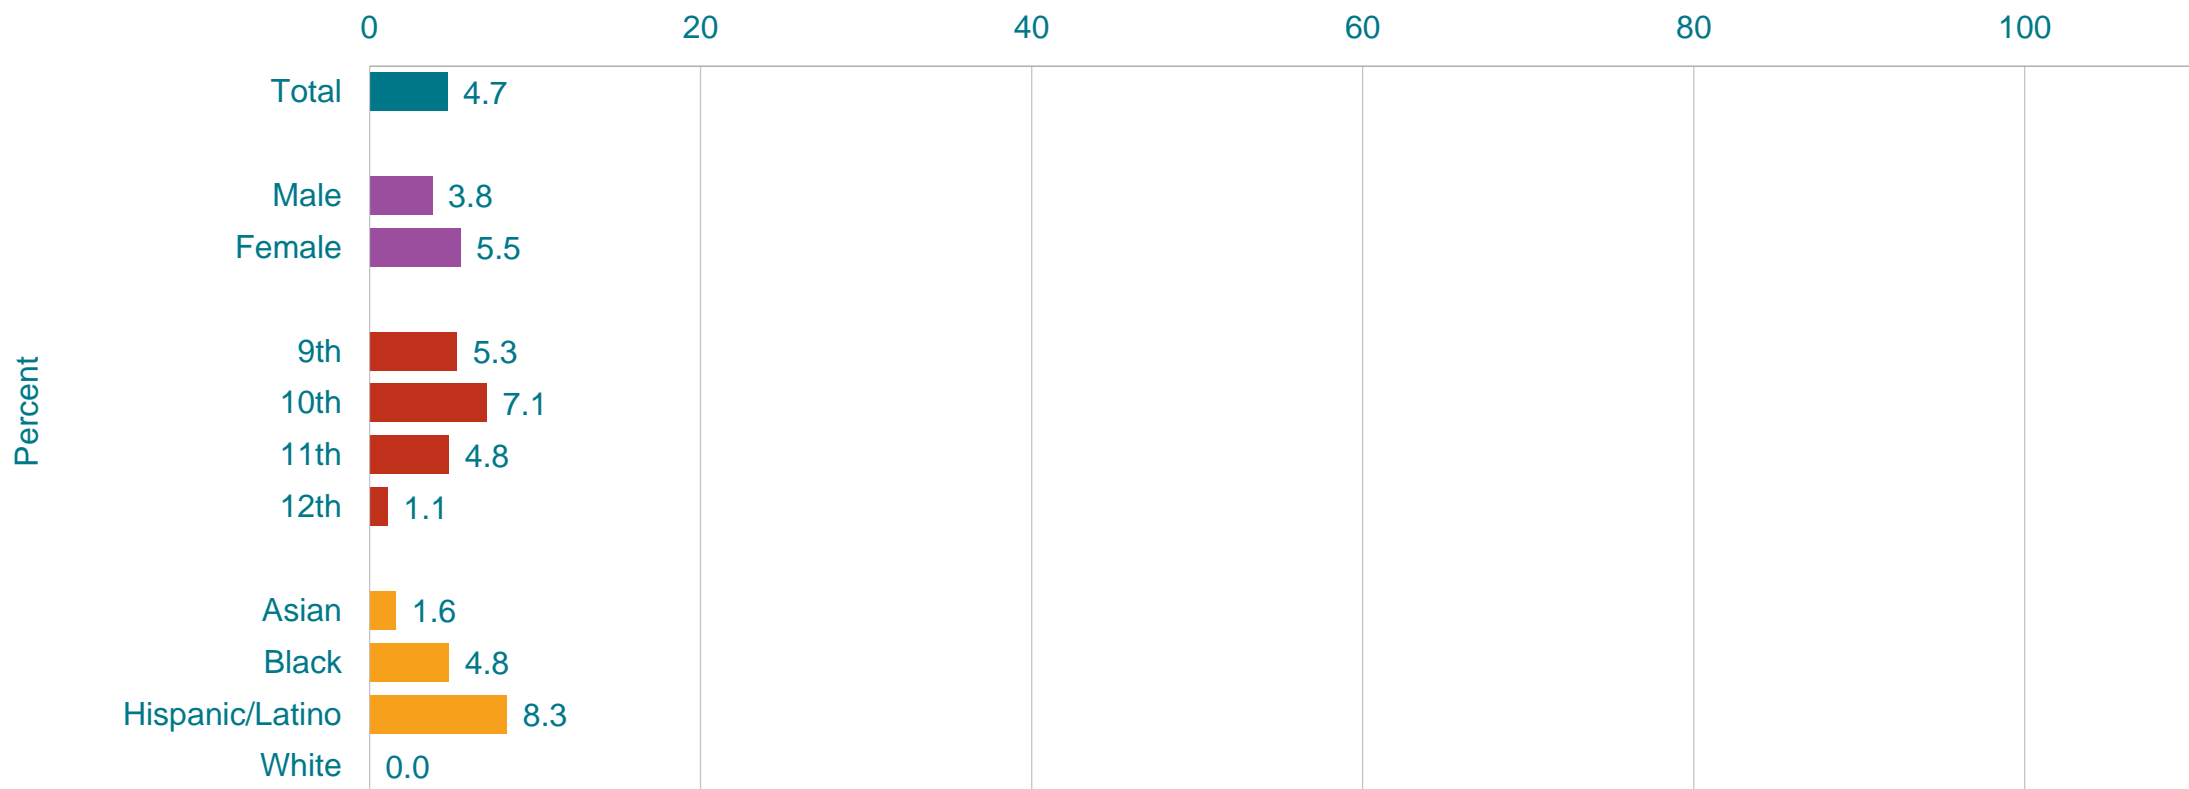 0 20 40 60 80 100
Total 4.7
Male 3.8
Female 5.5
9th 5.3
10th 7.1
11th 4.8
12th 1.1
Asian 1.6
Black 4.8
Hispanic/Latino 8.3
White 0.0
Percent